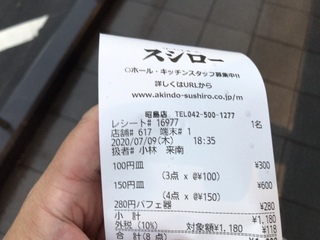 スシロー
○ホール・キッチンスタッフ募集中!!
詳しくはURLから
www.akindo-sushiro.co.jp/m
昭島店 TEL042-500-1277
レシート# 16977 1名
店舗# 617 端末# 1
2020/07/09(木) 18:35
扱者# 小林 来南
100円皿 ¥300
(3点 x @¥100)
150円皿 ¥600
(4点 x @¥150)
280円パフェ器 ¥280
小 計 ¥1,180
外税(10%) 対象額¥1,180 ¥118
合 計 (8 点)